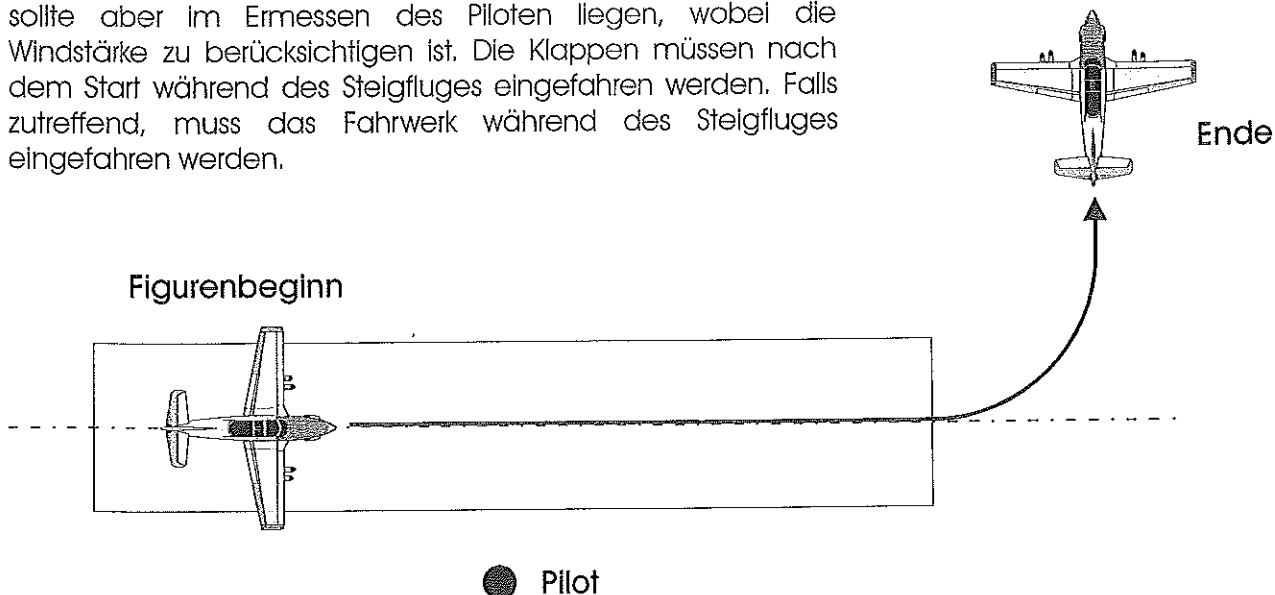 sollte aber im Ermessen des Piloten liegen, wobei die
Windstärke zu berücksichtigen ist. Die Klappen müssen nach
dem Start während des Steigfluges eingefahren werden. Falls
zutreffend, muss das Fahrwerk während des Steigfluges
eingefahren werden.
Ende
Figurenbeginn
Pilot